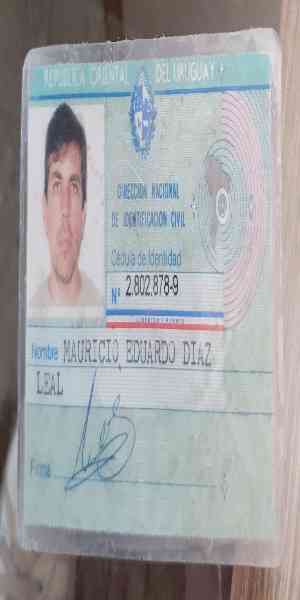 REPUBLICA ORIENTAL DEL URUGUAY
DIRECCION NACIONAL
DE IDENTIFICACION CIVIL
Cédula de Identidad
Nº 2.802.878-9
Nombre MAURICIO EDUARDO DIAZ
LEAL
Firma